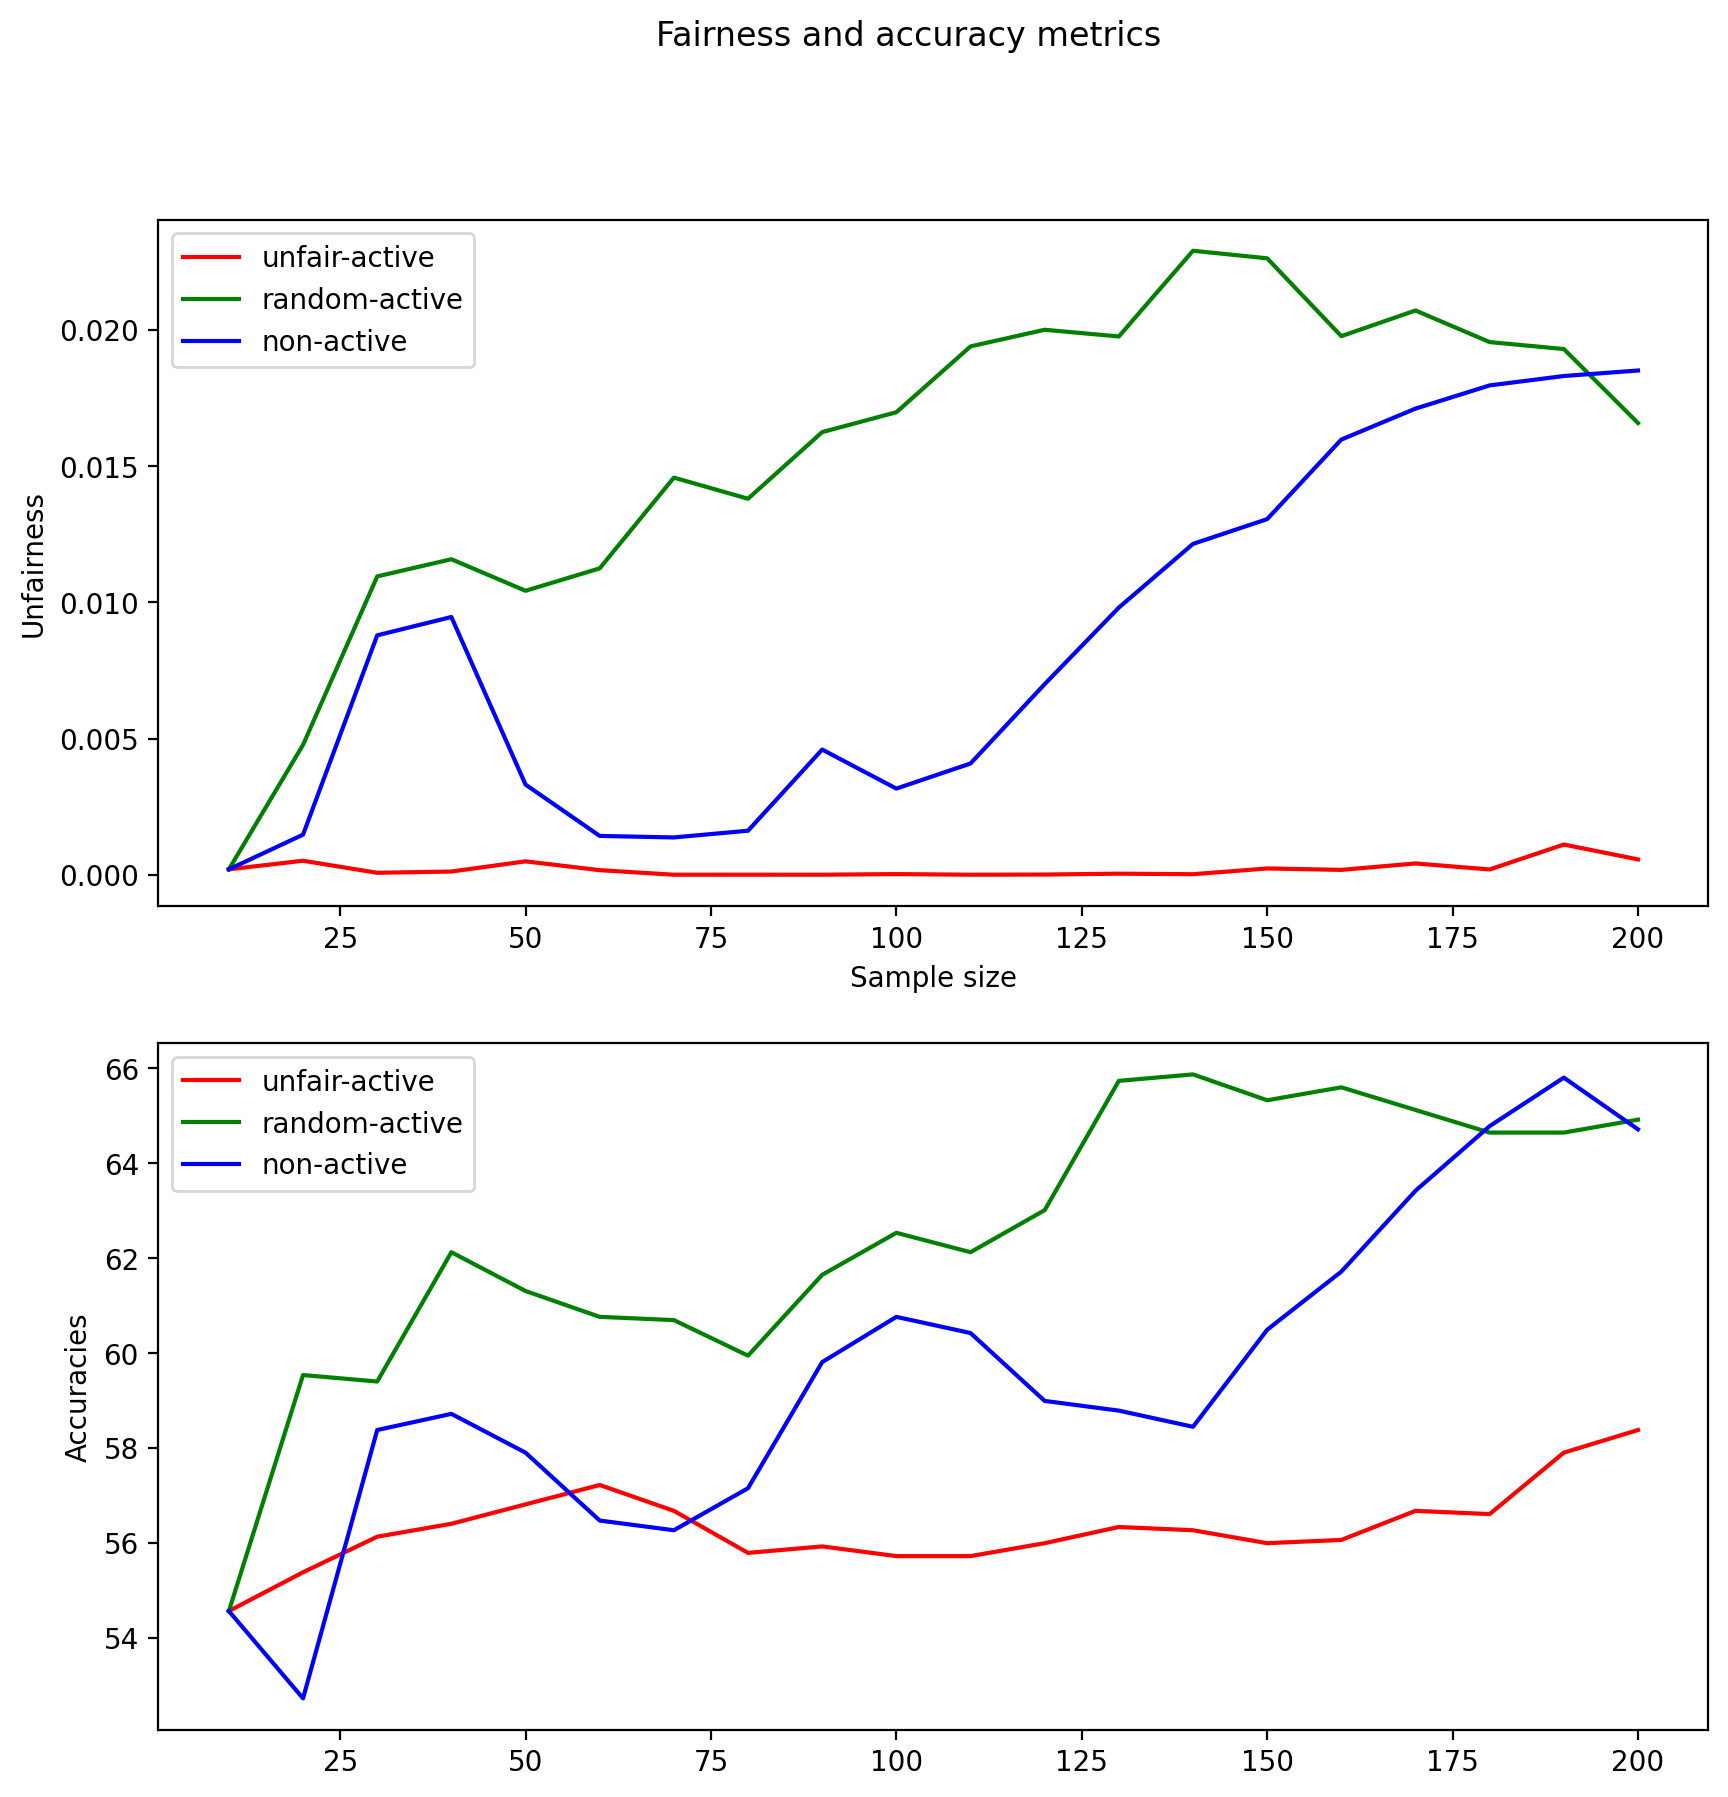 Fairness and accuracy metrics
unfair-active
random-active
non-active
0.020
0.015
0.010
0.005
0.000
Unfairness
25 50 75 100 125 150 175 200
Sample size
unfair-active
random-active
non-active
66
64
62
60
58
56
54
Accuracies
25 50 75 100 125 150 175 200